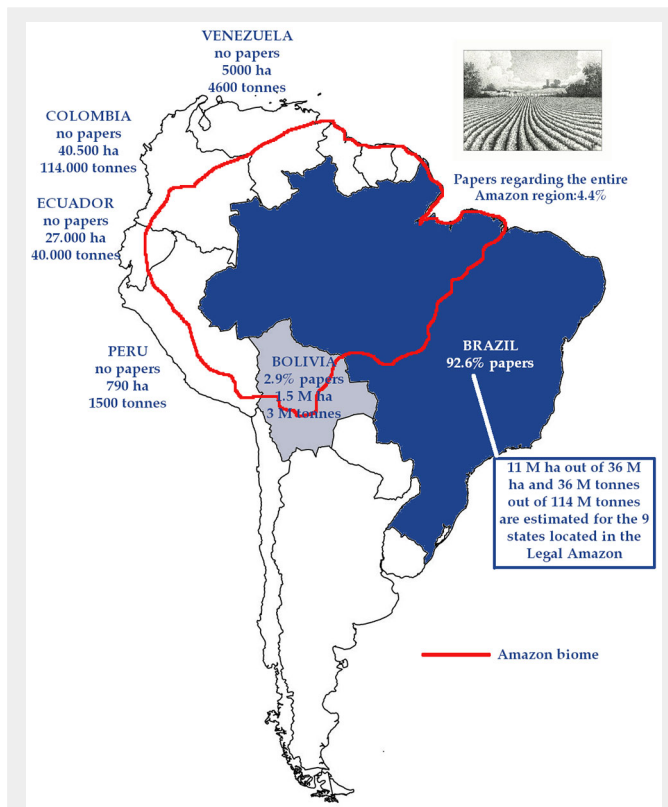 VENEZUELA
no papers
5000 ha
4600 tonnes
COLOMBIA
no papers
40.500 ha
114.000 tonnes
Papers regarding the entire
Amazon region:4.4%
ECUADOR
no papers
27.000 ha
40.000 tonnes
PERU
no papers
790 ha
1500 tonnes
BOLIVIA
2.9% papers
1.5 M ha
3 M tonnes
BRAZIL
92.6% papers
11 M ha out of 36 M
ha and 36 M tonnes
out of 114 M tonnes
are estimated for the 9
states located in the
Legal Amazon
Amazon biome